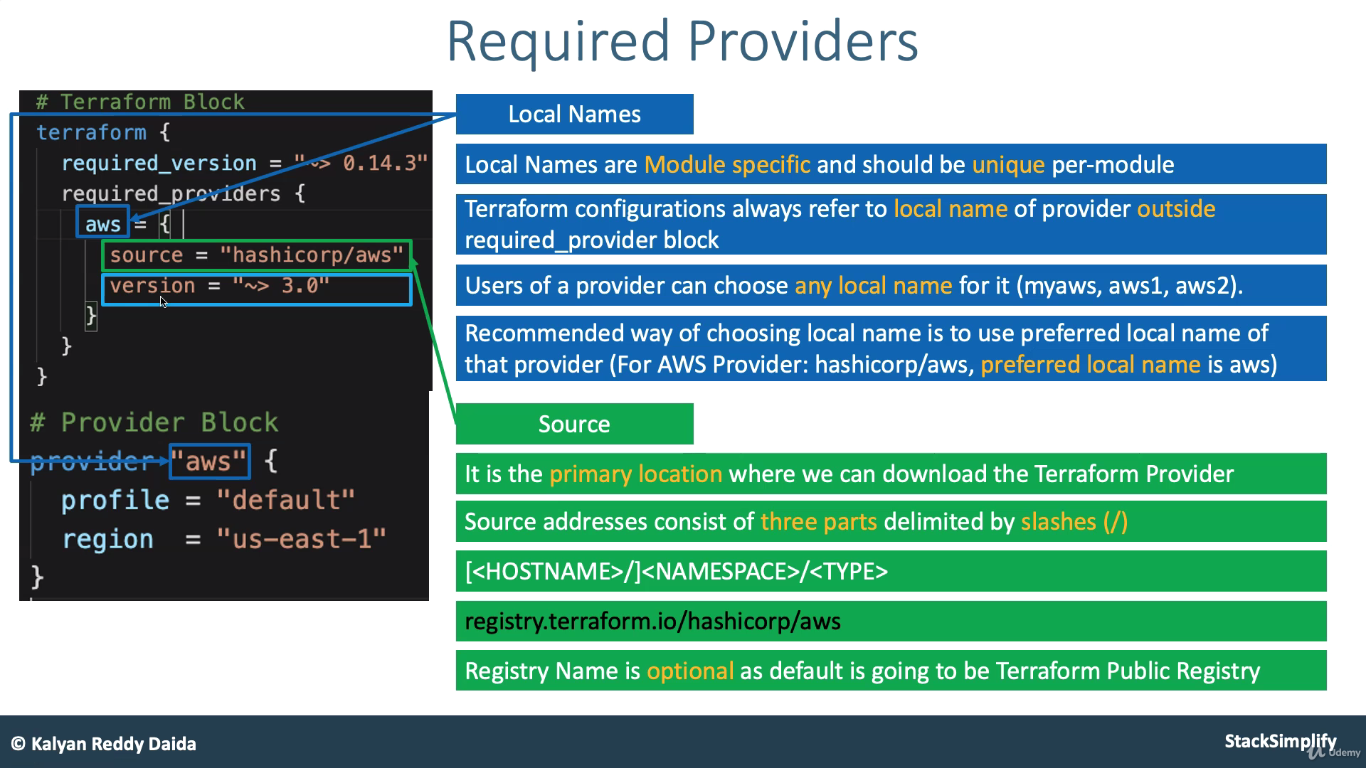 Required Providers
# Terraform Block
terraform {
required_version = "~> 0.14.3"
required_providers {
aws = {
source = "hashicorp/aws"
version = "~> 3.0"
}
}
}
# Provider Block
provider "aws" {
profile = "default"
region = "us-east-1"
}
Local Names
Local Names are Module specific and should be unique per-module
Terraform configurations always refer to local name of provider outside
required_provider block
Users of a provider can choose any local name for it (myaws, aws1, aws2).
Recommended way of choosing local name is to use preferred local name of
that provider (For AWS Provider: hashicorp/aws, preferred local name is aws)
Source
It is the primary location where we can download the Terraform Provider
Source addresses consist of three parts delimited by slashes (/)
[<HOSTNAME>/]<NAMESPACE>/<TYPE>
registry.terraform.io/hashicorp/aws
Registry Name is optional as default is going to be Terraform Public Registry
© Kalyan Reddy Daida
StackSimplify
Udemy